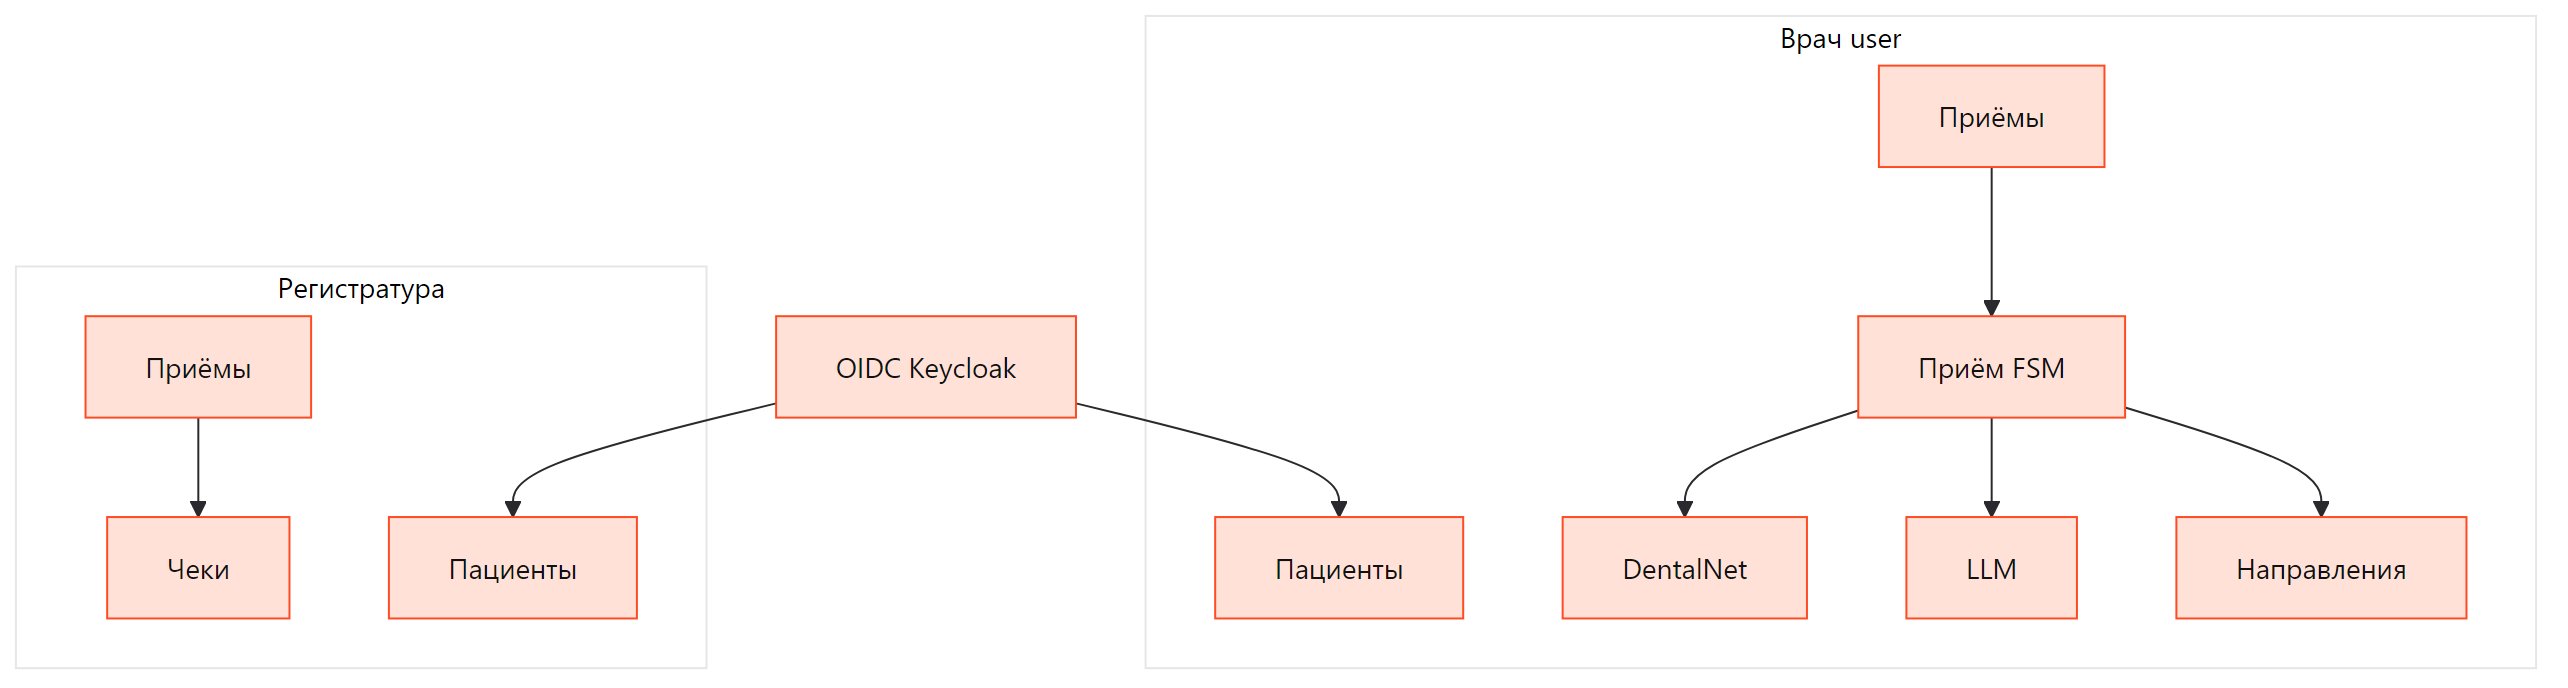 Врач user
Приёмы
Регистратура
Приёмы
OIDC Keycloak
Приём FSM
Чеки
Пациенты
Пациенты
DentalNet
LLM
Направления